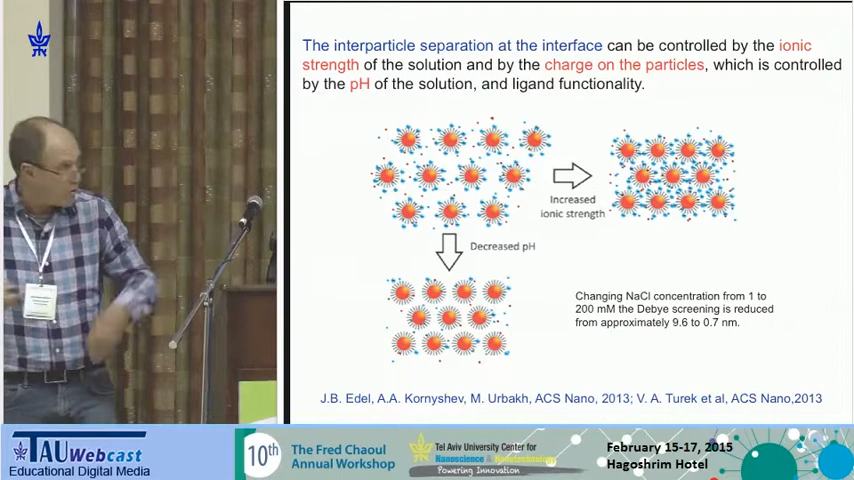 The interparticle separation at the interface can be controlled by the ionic
strength of the solution and by the charge on the particles, which is controlled
by the pH of the solution, and ligand functionality.
Increased
ionic strength
Decreased pH
Changing NaCl concentration from 1 to
200 mM the Debye screening is reduced
from approximately 9.6 to 0.7 nm.
J.B. Edel, A.A. Kornyshev, M. Urbakh, ACS Nano, 2013; V. A. Turek et al, ACS Nano,2013
TAU Webcast
Educational Digital Media
10th
The Fred Chaoul
Annual Workshop
Tel Aviv University Center for
Nanoscience & Nanotechnology
Powering Innovation
February 15-17, 2015
Hagoshrim Hotel